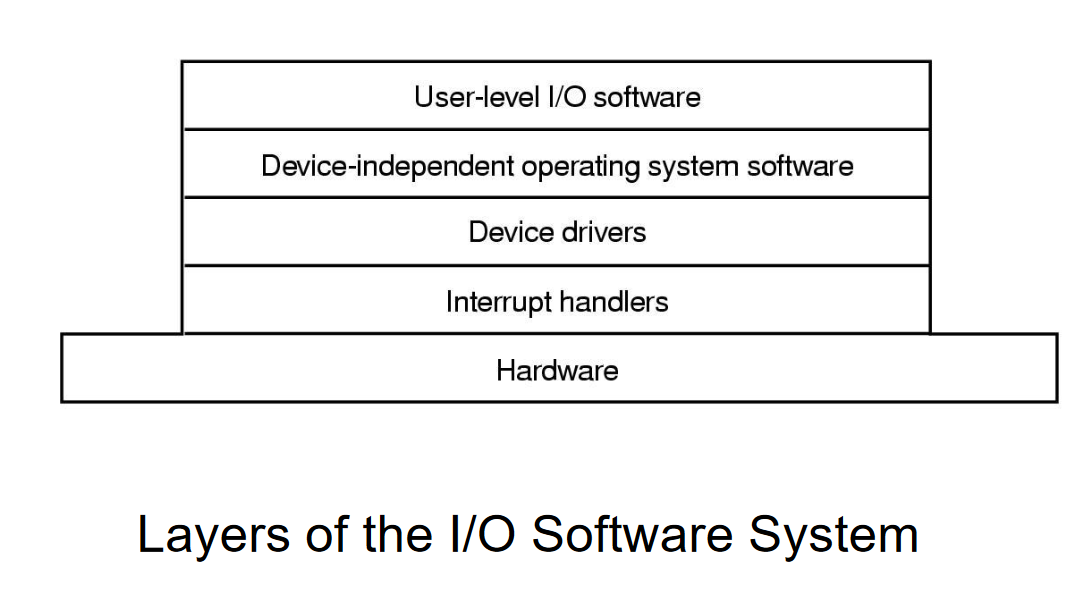 User-level I/O software
Device-independent operating system software
Device drivers
Interrupt handlers
Hardware
Layers of the I/O Software System